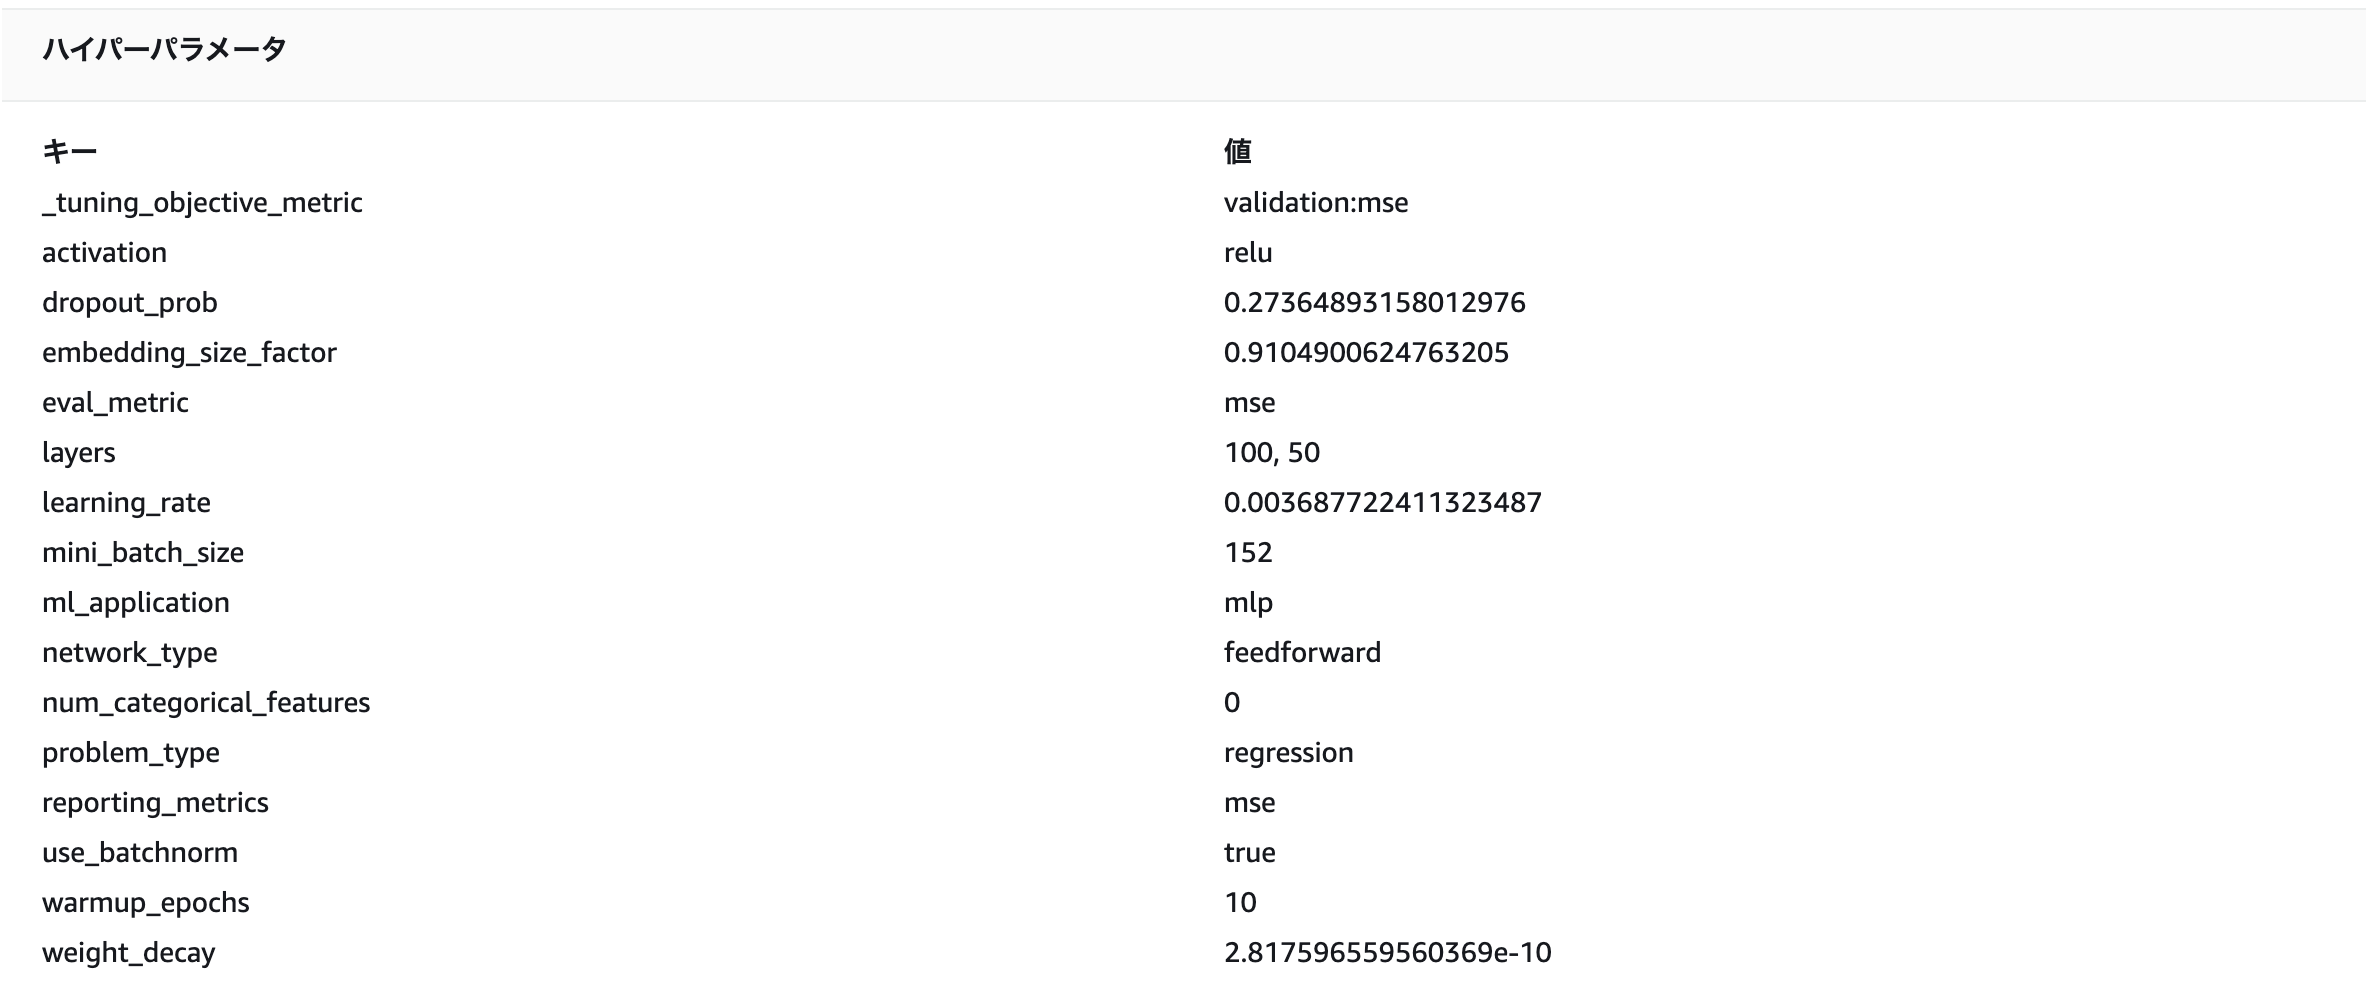 ハイパーパラメータ
キー 値
_tuning_objective_metric validation:mse
activation relu
dropout_prob 0.27364893158012976
embedding_size_factor 0.9104900624763205
eval_metric mse
layers 100, 50
learning_rate 0.003687722411323487
mini_batch_size 152
ml_application mlp
network_type feedforward
num_categorical_features 0
problem_type regression
reporting_metrics mse
use_batchnorm true
warmup_epochs 10
weight_decay 2.817596559560369e-10